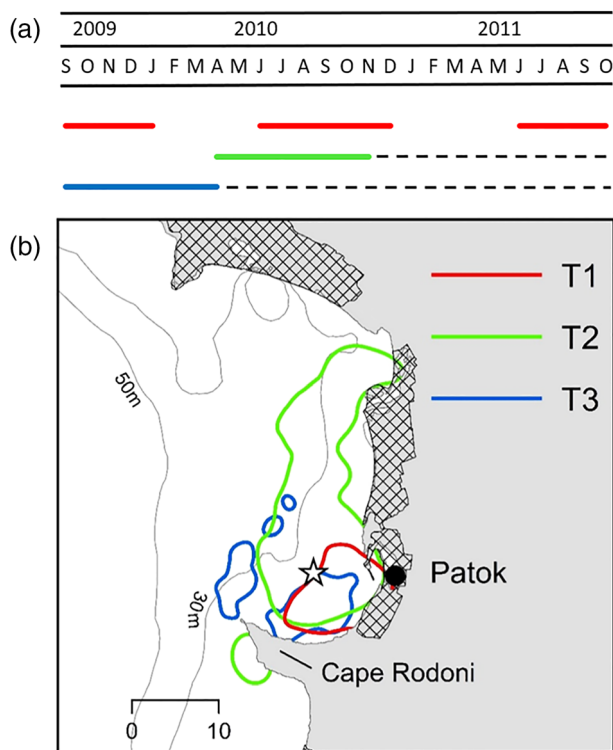 (a)
2009 2010 2011
S O N D J F M A M J J A S O N D J F M A M J J A S O
(b)
T1
T2
T3
50m
Patok
30m
Cape Rodoni
0 10